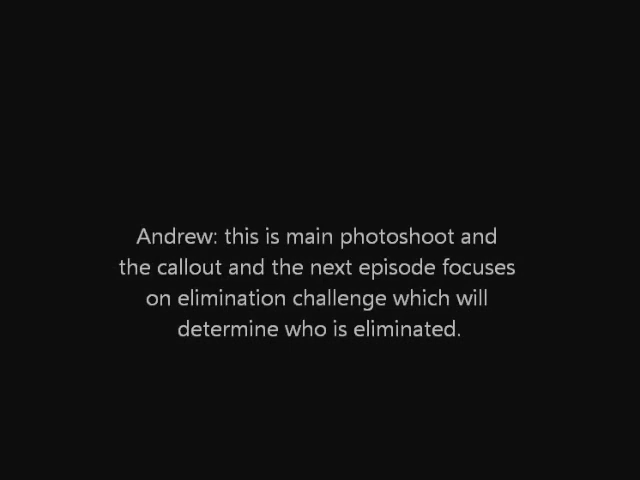 Andrew: this is main photoshoot and
the callout and the next episode focuses
on elimination challenge which will
determine who is eliminated.